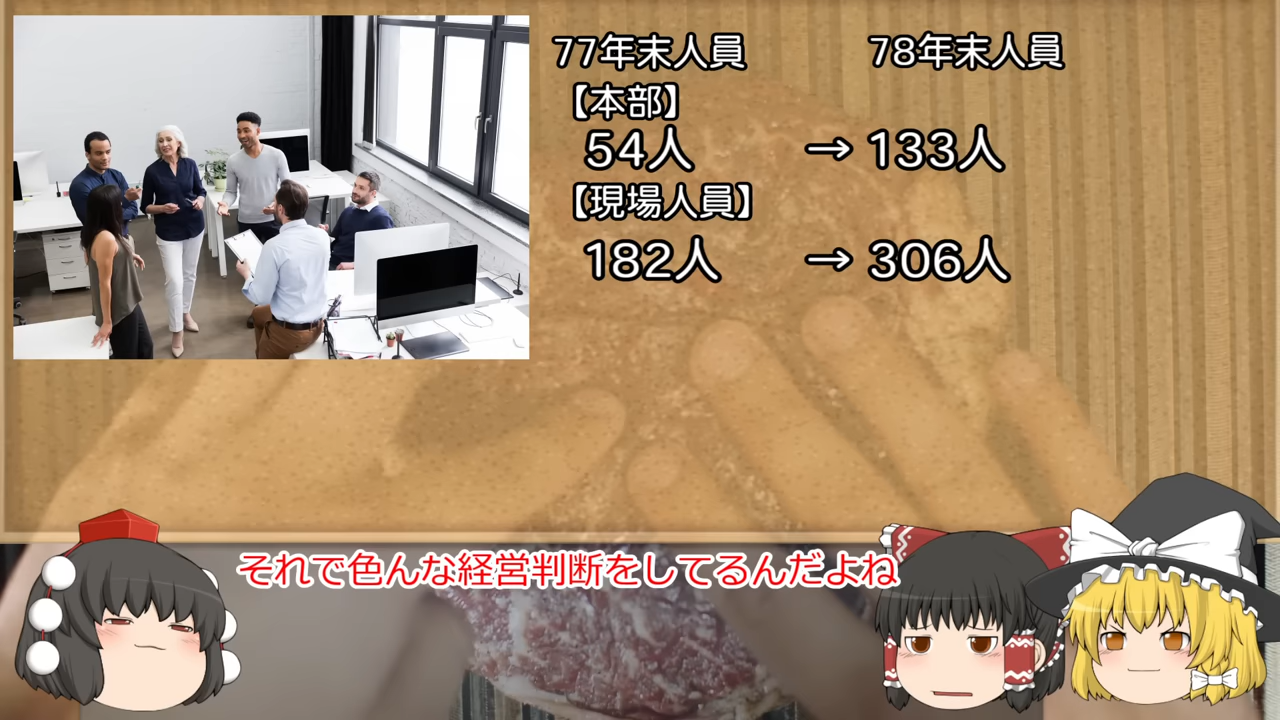 77年末人員 78年末人員
【本部】
54人 → 133人
【現場人員】
182人 → 306人
それで色んな経営判断をしてるんだよね